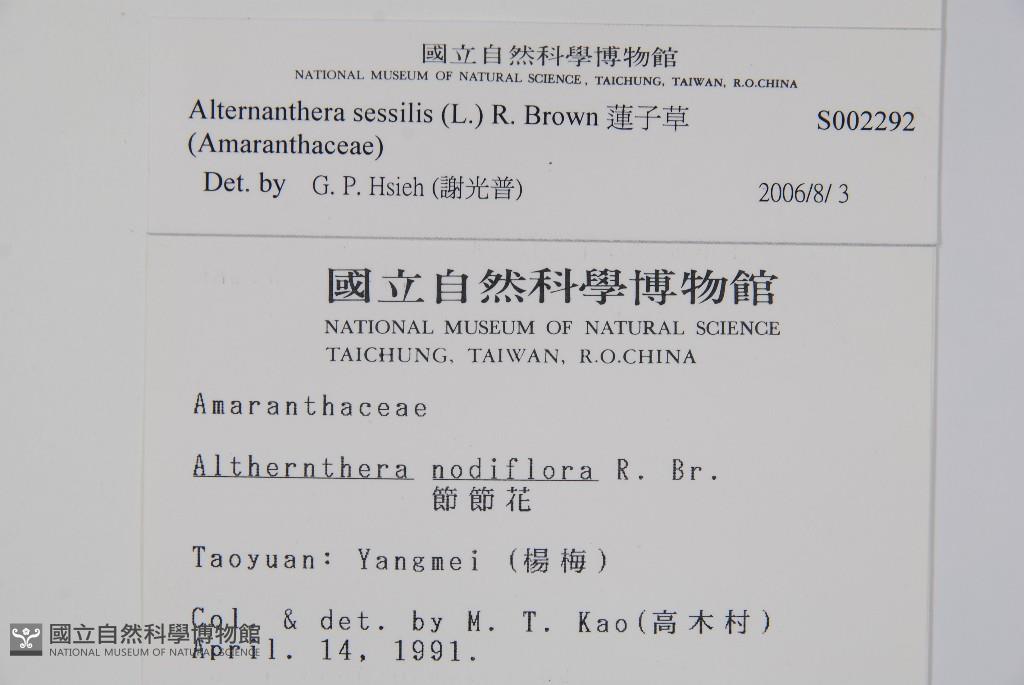 國立自然科學博物館
NATIONAL MUSEUM OF NATURAL SCIENCE, TAICHUNG, TAIWAN, R.O.CHINA
Alternanthera sessilis (L.) R. Brown 蓮子草 S002292
(Amaranthaceae)
Det. by G. P. Hsieh (謝光普) 2006/8/ 3
國立自然科學博物館
NATIONAL MUSEUM OF NATURAL SCIENCE
TAICHUNG, TAIWAN, R.O.CHINA
Amaranthaceae
Althernthera nodiflora R. Br.
節節花
Taoyuan: Yangmei (楊梅)
Col. & det. by M. T. Kao(高木村)
April. 14, 1991.
國立自然科學博物館
NATIONAL MUSEUM OF NATURAL SCIENCE